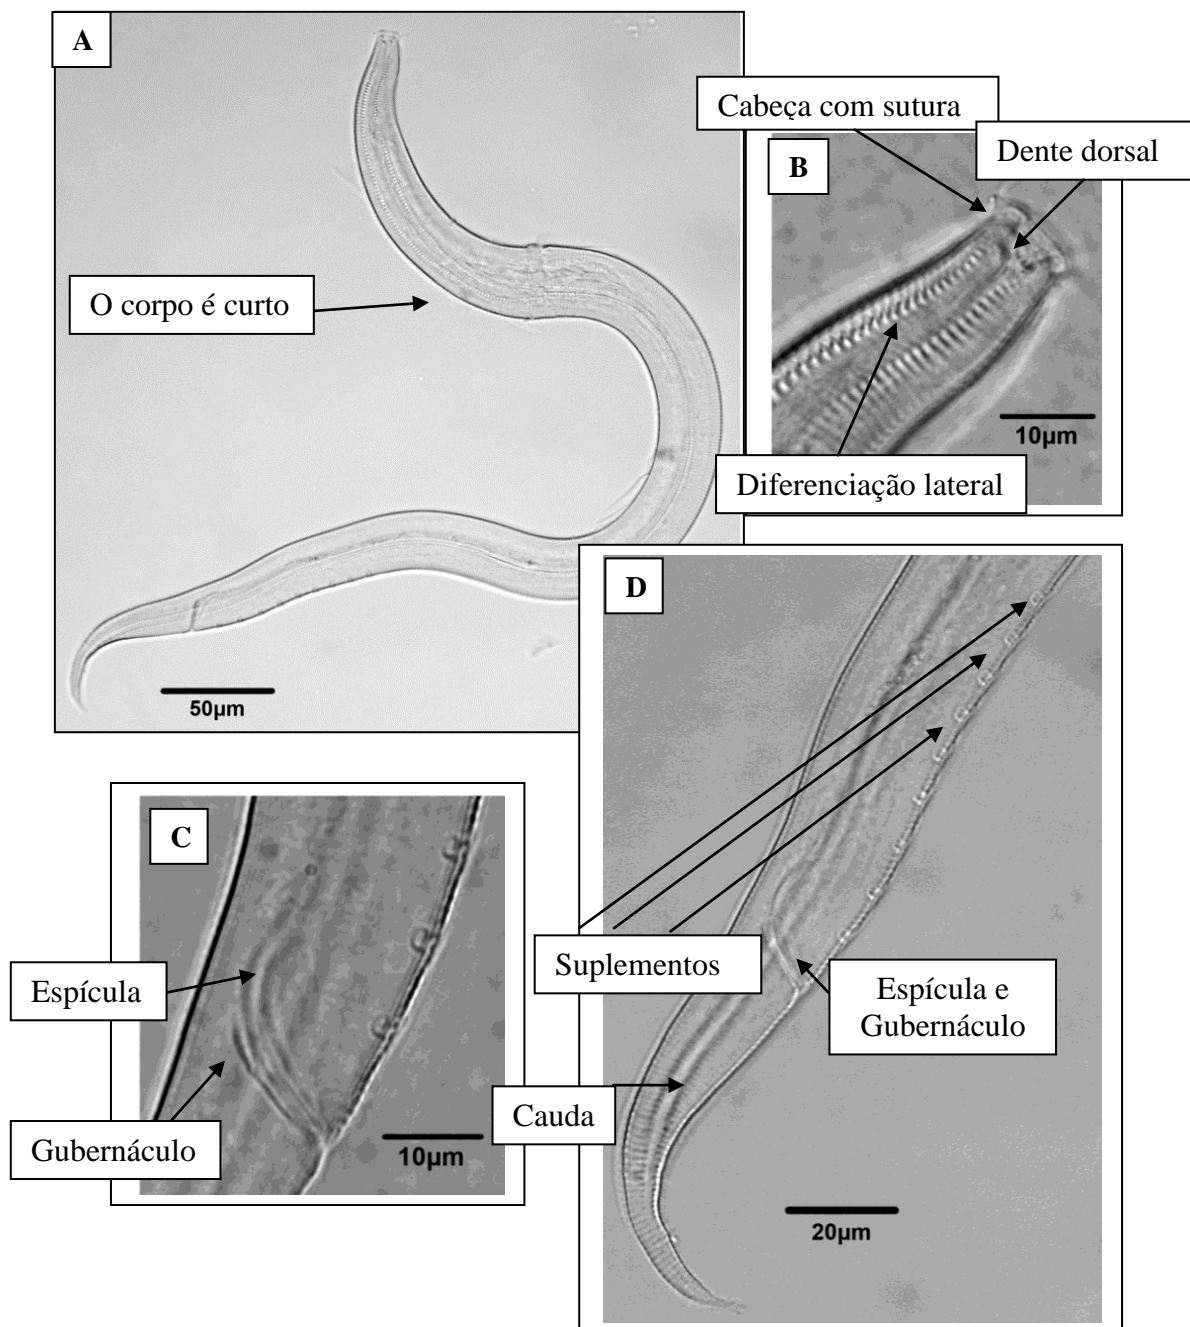 A
Cabeça com sutura
Dente dorsal
B
O corpo é curto
10µm
Diferenciação lateral
50µm
D
C
Espícula
Suplementos
Espícula e
Gubernáculo
Cauda
Gubernáculo
10µm
20µm